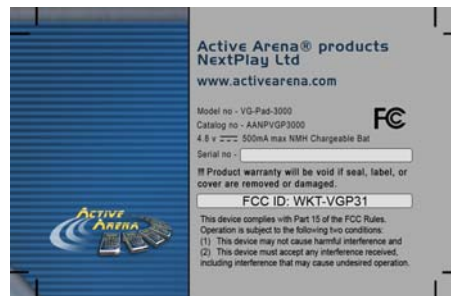 Active Arena® products
NextPlay Ltd
www.activearena.com
Model no - VG-Pad-3000
Catalog no - AANPVGP3000
4.8 v 500mA max NMH Chargeable Bat
Serial no -
!!! Product warranty will be void if seal, label, or
cover are removed or damaged.
FCC ID: WKT-VGP31
This device complies with Part 15 of the FCC Rules.
Operation is subject to the following two conditions:
(1) This device may not cause harmful interference and
(2) This device must accept any interference received,
including interference that may cause undesired operation.
FC
ACTIVE
ARENA